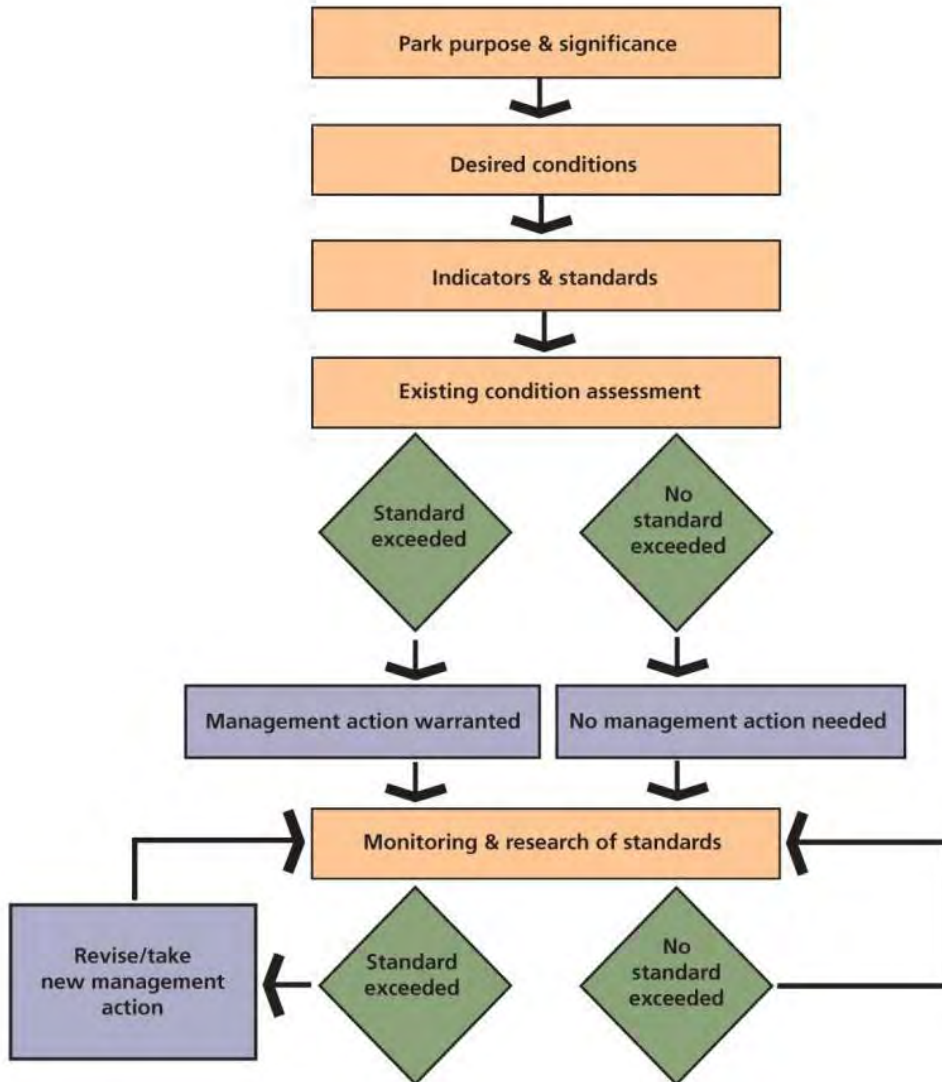 Park purpose & significance
Desired conditions
Indicators & standards
Existing condition assessment
Standard
exceeded
No
standard
exceeded
Management action warranted
No management action needed
Monitoring & research of standards
Revise/take
new management
action
Standard
exceeded
No
standard
exceeded